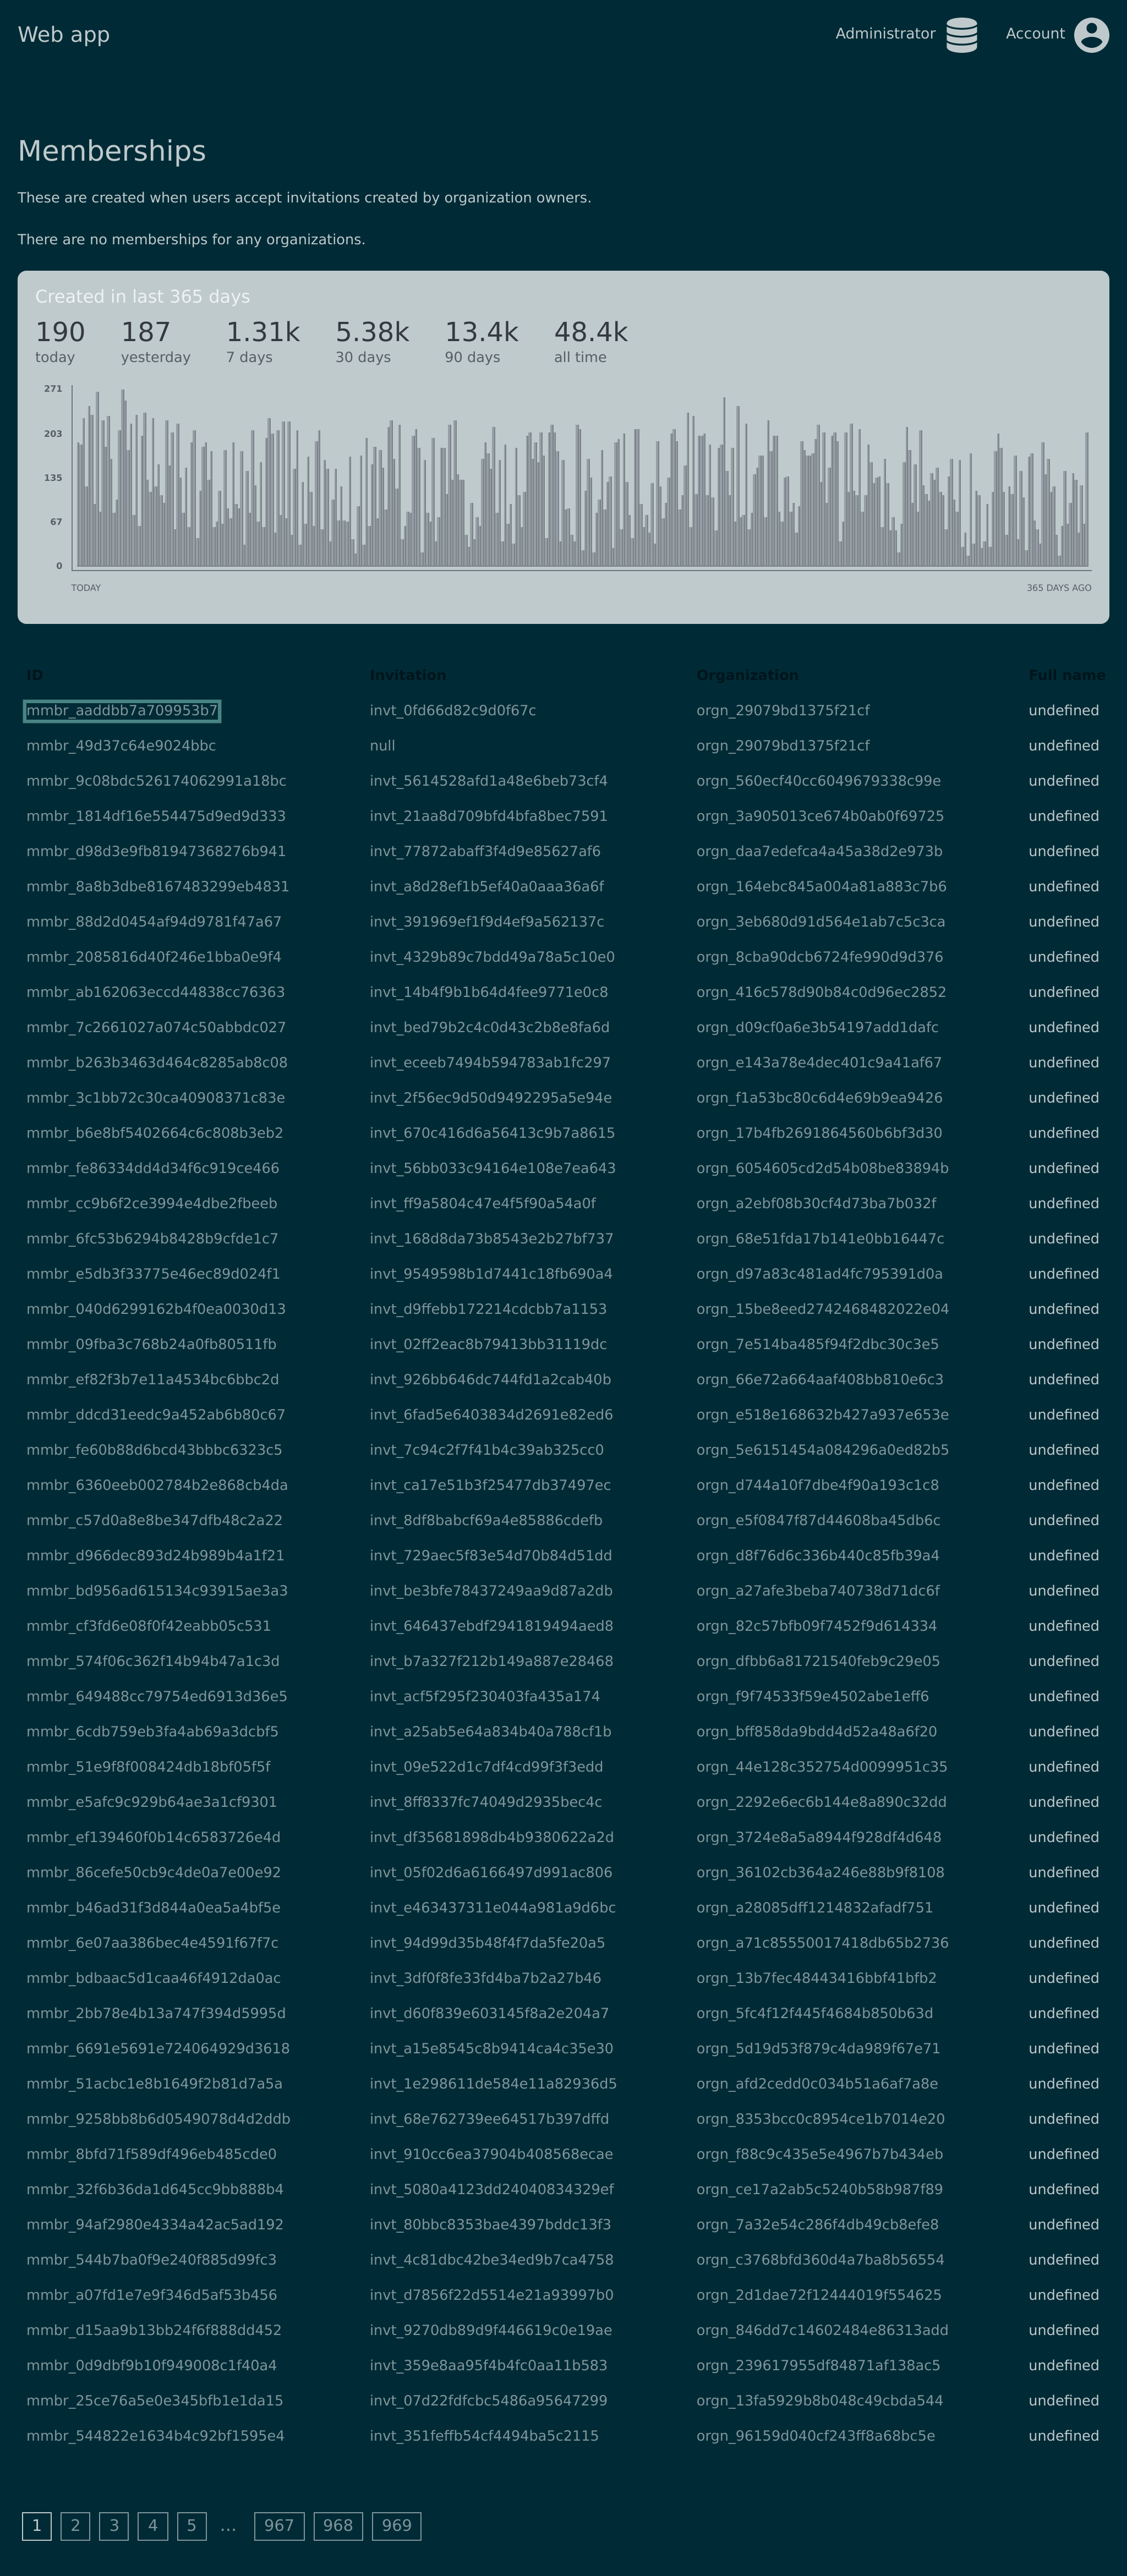 Web app
Administrator Account
Memberships
These are created when users accept invitations created by organization owners.
There are no memberships for any organizations.
Created in last 365 days
190 187 1.31k 5.38k 13.4k 48.4k
today yesterday 7 days 30 days 90 days all time
271
203
135
67
0
TODAY 365 DAYS AGO
ID Invitation Organization Full name
mmbr_aaddbb7a709953b7 invt_0fd66d82c9d0f67c orgn_29079bd1375f21cf undefined
mmbr_49d37c64e9024bbc null orgn_29079bd1375f21cf undefined
mmbr_9c08bdc526174062991a18bc invt_5614528afd1a48e6beb73cf4 orgn_560ecf40cc6049679338c99e undefined
mmbr_1814df16e554475d9ed9d333 invt_21aa8d709bfd4bfa8bec7591 orgn_3a905013ce674b0ab0f69725 undefined
mmbr_d98d3e9fb81947368276b941 invt_77872abaff3f4d9e85627af6 orgn_daa7edefca4a45a38d2e973b undefined
mmbr_8a8b3dbe8167483299eb4831 invt_a8d28ef1b5ef40a0aaa36a6f orgn_164ebc845a004a81a883c7b6 undefined
mmbr_88d2d0454af94d9781f47a67 invt_391969ef1f9d4ef9a562137c orgn_3eb680d91d564e1ab7c5c3ca undefined
mmbr_2085816d40f246e1bba0e9f4 invt_4329b89c7bdd49a78a5c10e0 orgn_8cba90dcb6724fe990d9d376 undefined
mmbr_ab162063eccd44838cc76363 invt_14b4f9b1b64d4fee9771e0c8 orgn_416c578d90b84c0d96ec2852 undefined
mmbr_7c2661027a074c50abbdc027 invt_bed79b2c4c0d43c2b8e8fa6d orgn_d09cf0a6e3b54197add1dafc undefined
mmbr_b263b3463d464c8285ab8c08 invt_eceeb7494b594783ab1fc297 orgn_e143a78e4dec401c9a41af67 undefined
mmbr_3c1bb72c30ca40908371c83e invt_2f56ec9d50d9492295a5e94e orgn_f1a53bc80c6d4e69b9ea9426 undefined
mmbr_b6e8bf5402664c6c808b3eb2 invt_670c416d6a56413c9b7a8615 orgn_17b4fb2691864560b6bf3d30 undefined
mmbr_fe86334dd4d34f6c919ce466 invt_56bb033c94164e108e7ea643 orgn_6054605cd2d54b08be83894b undefined
mmbr_cc9b6f2ce3994e4dbe2fbeeb invt_ff9a5804c47e4f5f90a54a0f orgn_a2ebf08b30cf4d73ba7b032f undefined
mmbr_6fc53b6294b8428b9cfde1c7 invt_168d8da73b8543e2b27bf737 orgn_68e51fda17b141e0bb16447c undefined
mmbr_e5db3f33775e46ec89d024f1 invt_9549598b1d7441c18fb690a4 orgn_d97a83c481ad4fc795391d0a undefined
mmbr_040d6299162b4f0ea0030d13 invt_d9ffebb172214cdcbb7a1153 orgn_15be8eed2742468482022e04 undefined
mmbr_09fba3c768b24a0fb80511fb invt_02ff2eac8b79413bb31119dc orgn_7e514ba485f94f2dbc30c3e5 undefined
mmbr_ef82f3b7e11a4534bc6bbc2d invt_926bb646dc744fd1a2cab40b orgn_66e72a664aaf408bb810e6c3 undefined
mmbr_ddcd31eedc9a452ab6b80c67 invt_6fad5e6403834d2691e82ed6 orgn_e518e168632b427a937e653e undefined
mmbr_fe60b88d6bcd43bbbc6323c5 invt_7c94c2f7f41b4c39ab325cc0 orgn_5e6151454a084296a0ed82b5 undefined
mmbr_6360eeb002784b2e868cb4da invt_ca17e51b3f25477db37497ec orgn_d744a10f7dbe4f90a193c1c8 undefined
mmbr_c57d0a8e8be347dfb48c2a22 invt_8df8babcf69a4e85886cdefb orgn_e5f0847f87d44608ba45db6c undefined
mmbr_d966dec893d24b989b4a1f21 invt_729aec5f83e54d70b84d51dd orgn_d8f76d6c336b440c85fb39a4 undefined
mmbr_bd956ad615134c93915ae3a3 invt_be3bfe78437249aa9d87a2db orgn_a27afe3beba740738d71dc6f undefined
mmbr_cf3fd6e08f0f42eabb05c531 invt_646437ebdf2941819494aed8 orgn_82c57bfb09f7452f9d614334 undefined
mmbr_574f06c362f14b94b47a1c3d invt_b7a327f212b149a887e28468 orgn_dfbb6a81721540feb9c29e05 undefined
mmbr_649488cc79754ed6913d36e5 invt_acf5f295f230403fa435a174 orgn_f9f74533f59e4502abe1eff6 undefined
mmbr_6cdb759eb3fa4ab69a3dcbf5 invt_a25ab5e64a834b40a788cf1b orgn_bff858da9bdd4d52a48a6f20 undefined
mmbr_51e9f8f008424db18bf05f5f invt_09e522d1c7df4cd99f3f3edd orgn_44e128c352754d0099951c35 undefined
mmbr_e5afc9c929b64ae3a1cf9301 invt_8ff8337fc74049d2935bec4c orgn_2292e6ec6b144e8a890c32dd undefined
mmbr_ef139460f0b14c6583726e4d invt_df35681898db4b9380622a2d orgn_3724e8a5a8944f928df4d648 undefined
mmbr_86cefe50cb9c4de0a7e00e92 invt_05f02d6a6166497d991ac806 orgn_36102cb364a246e88b9f8108 undefined
mmbr_b46ad31f3d844a0ea5a4bf5e invt_e463437311e044a981a9d6bc orgn_a28085dff1214832afadf751 undefined
mmbr_6e07aa386bec4e4591f67f7c invt_94d99d35b48f4f7da5fe20a5 orgn_a71c85550017418db65b2736 undefined
mmbr_bdbaac5d1caa46f4912da0ac invt_3df0f8fe33fd4ba7b2a27b46 orgn_13b7fec48443416bbf41bfb2 undefined
mmbr_2bb78e4b13a747f394d5995d invt_d60f839e603145f8a2e204a7 orgn_5fc4f12f445f4684b850b63d undefined
mmbr_6691e5691e724064929d3618 invt_a15e8545c8b9414ca4c35e30 orgn_5d19d53f879c4da989f67e71 undefined
mmbr_51acbc1e8b1649f2b81d7a5a invt_1e298611de584e11a82936d5 orgn_afd2cedd0c034b51a6af7a8e undefined
mmbr_9258bb8b6d0549078d4d2ddb invt_68e762739ee64517b397dffd orgn_8353bcc0c8954ce1b7014e20 undefined
mmbr_8bfd71f589df496eb485cde0 invt_910cc6ea37904b408568ecae orgn_f88c9c435e5e4967b7b434eb undefined
mmbr_32f6b36da1d645cc9bb888b4 invt_5080a4123dd24040834329ef orgn_ce17a2ab5c5240b58b987f89 undefined
mmbr_94af2980e4334a42ac5ad192 invt_80bbc8353bae4397bddc13f3 orgn_7a32e54c286f4db49cb8efe8 undefined
mmbr_544b7ba0f9e240f885d99fc3 invt_4c81dbc42be34ed9b7ca4758 orgn_c3768bfd360d4a7ba8b56554 undefined
mmbr_a07fd1e7e9f346d5af53b456 invt_d7856f22d5514e21a93997b0 orgn_2d1dae72f12444019f554625 undefined
mmbr_d15aa9b13bb24f6f888dd452 invt_9270db89d9f446619c0e19ae orgn_846dd7c14602484e86313add undefined
mmbr_0d9dbf9b10f949008c1f40a4 invt_359e8aa95f4b4fc0aa11b583 orgn_239617955df84871af138ac5 undefined
mmbr_25ce76a5e0e345bfb1e1da15 invt_07d22fdfcbc5486a95647299 orgn_13fa5929b8b048c49cbda544 undefined
mmbr_544822e1634b4c92bf1595e4 invt_351feffb54cf4494ba5c2115 orgn_96159d040cf243ff8a68bc5e undefined
1 2 3 4 5 ... 967 968 969